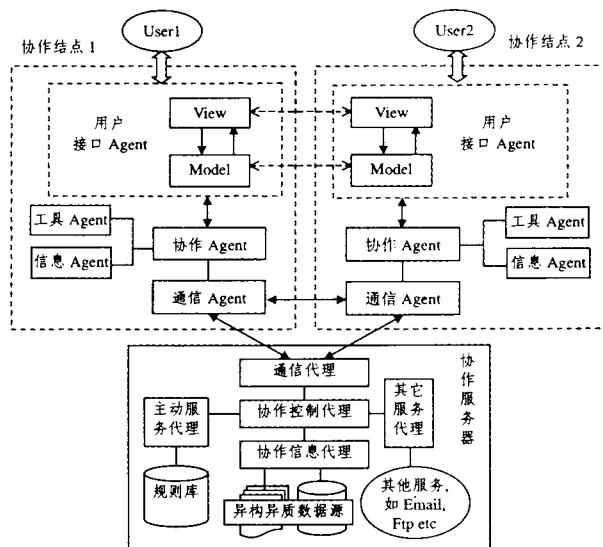 User1
User2
协作结点 1
协作结点 2
用户
接口 Agent
View
Model
View
Model
用户
接口 Agent
工具 Agent
信息 Agent
协作 Agent
通信 Agent
协作 Agent
通信 Agent
工具 Agent
信息 Agent
协作服务器
通信代理
主动服
务代理
协作控制代理
其它
服务
代理
协作信息代理
规则库
异构异质数据源
其他服务,
如 Email,
Ftp etc